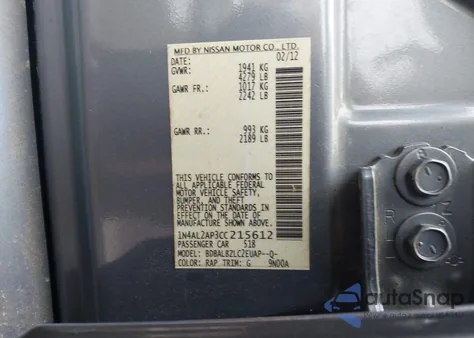 MFD BY NISSAN MOTOR CO., LTD.
DATE: 02/12
GVWR: 1941 KG
4279 LB
GAWR FR.: 1017 KG
2242 LB
GAWR RR.: 993 KG
2189 LB
THIS VEHICLE CONFORMS TO
ALL APPLICABLE FEDERAL
MOTOR VEHICLE SAFETY,
BUMPER, AND THEFT
PREVENTION STANDARDS IN
EFFECT ON THE DATE OF
MANUFACTURE SHOWN ABOVE.
1N4AL2AP3CC215612
PASSENGER CAR 518
MODEL: BDBALBZLCZEUAP--Q-
COLOR: RAP TRIM: G 9N00A
autoSnap